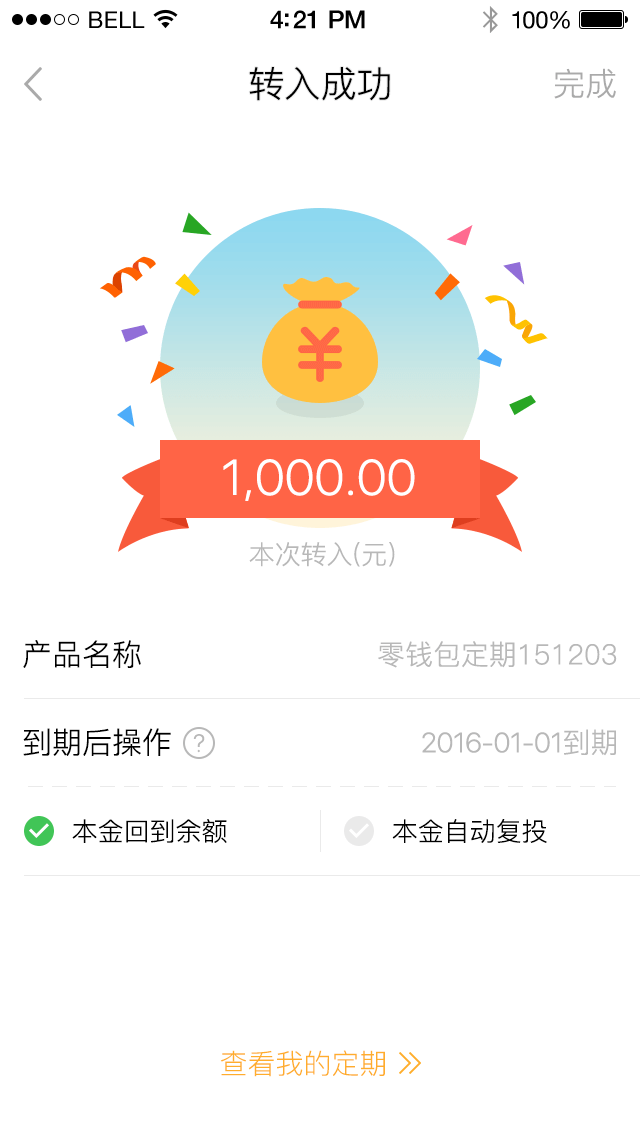 BELL 4:21 PM 100%
转入成功 完成
¥
1,000.00
本次转入(元)
产品名称 零钱包定期151203
到期后操作 ? 2016-01-01到期
本金回到余额 本金自动复投
查看我的定期